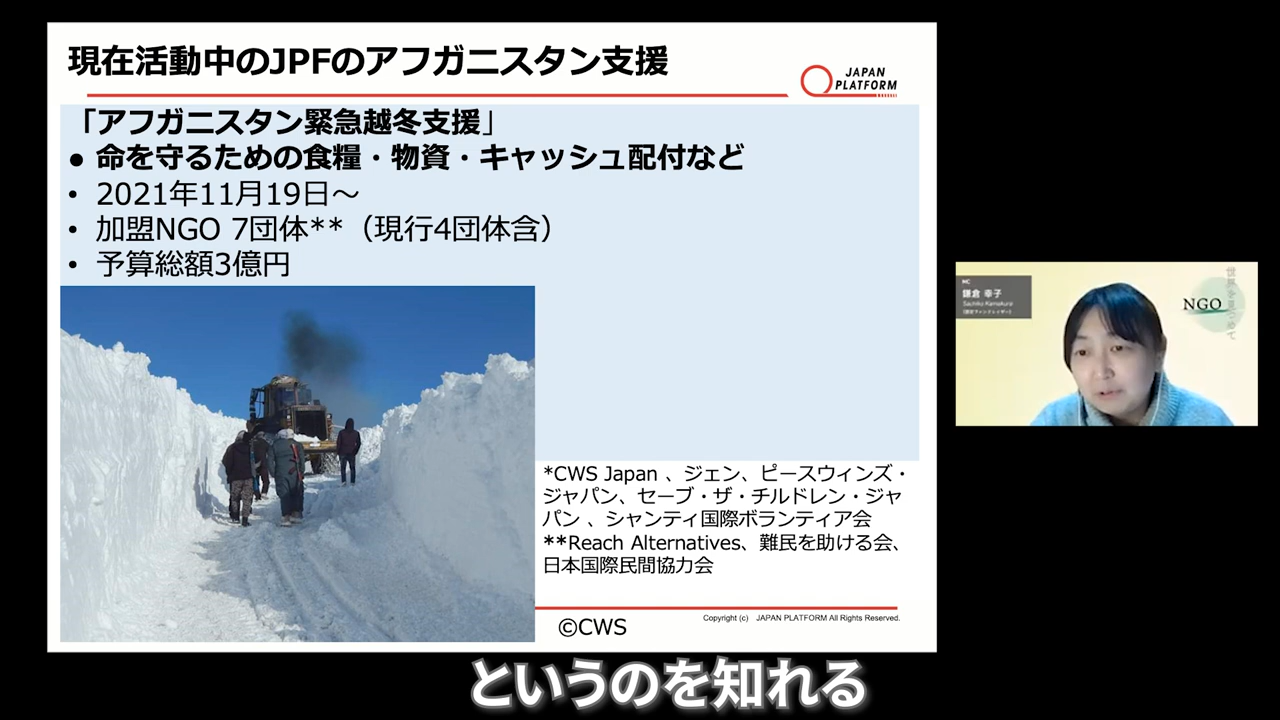 現在活動中のJPFのアフガニスタン支援
JAPAN
PLATFORM
「アフガニスタン緊急越冬支援」
● 命を守るための食糧・物資・キャッシュ配付など
• 2021年11月19日～
• 加盟NGO 7団体**（現行4団体含）
• 予算総額3億円
*CWS Japan 、ジェン、ピースウィンズ・
ジャパン、セーブ・ザ・チルドレン・ジャ
パン 、シャンティ国際ボランティア会
**Reach Alternatives、難民を助ける会、
日本国際民間協力会
©CWS
Copyright (c) JAPAN PLATFORM All Rights Reserved.
MC
鎌倉 幸子
Sachiko Kamakura
NGO
というのを知れる